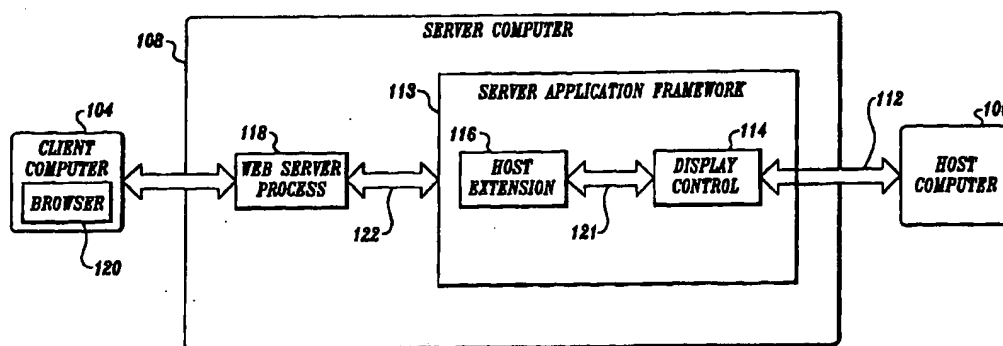 SERVER COMPUTER
108
113
SERVER APPLICATION FRAMEWORK
112
104
CLIENT
COMPUTER
BROWSER
120
118
WEB SERVER
PROCESS
122
116
HOST
EXTENSION
121
114
DISPLAY
CONTROL
HOST
COMPUTER